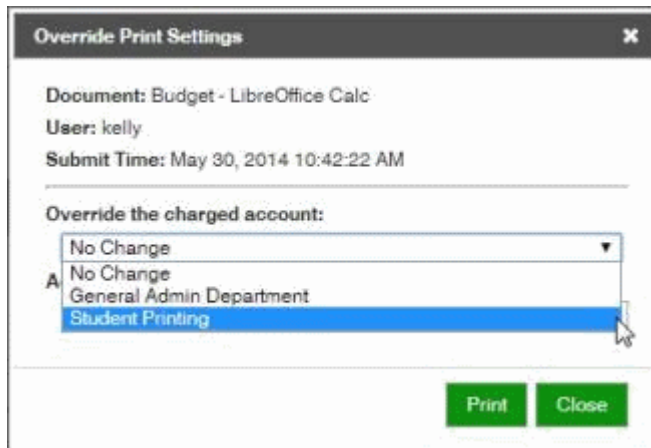 Override Print Settings
Document: Budget - LibreOffice Calc
User: kelly
Submit Time: May 30, 2014 10:42:22 AM
Override the charged account:
No Change
No Change
A
General Admin Department
Student Printing
Print Close